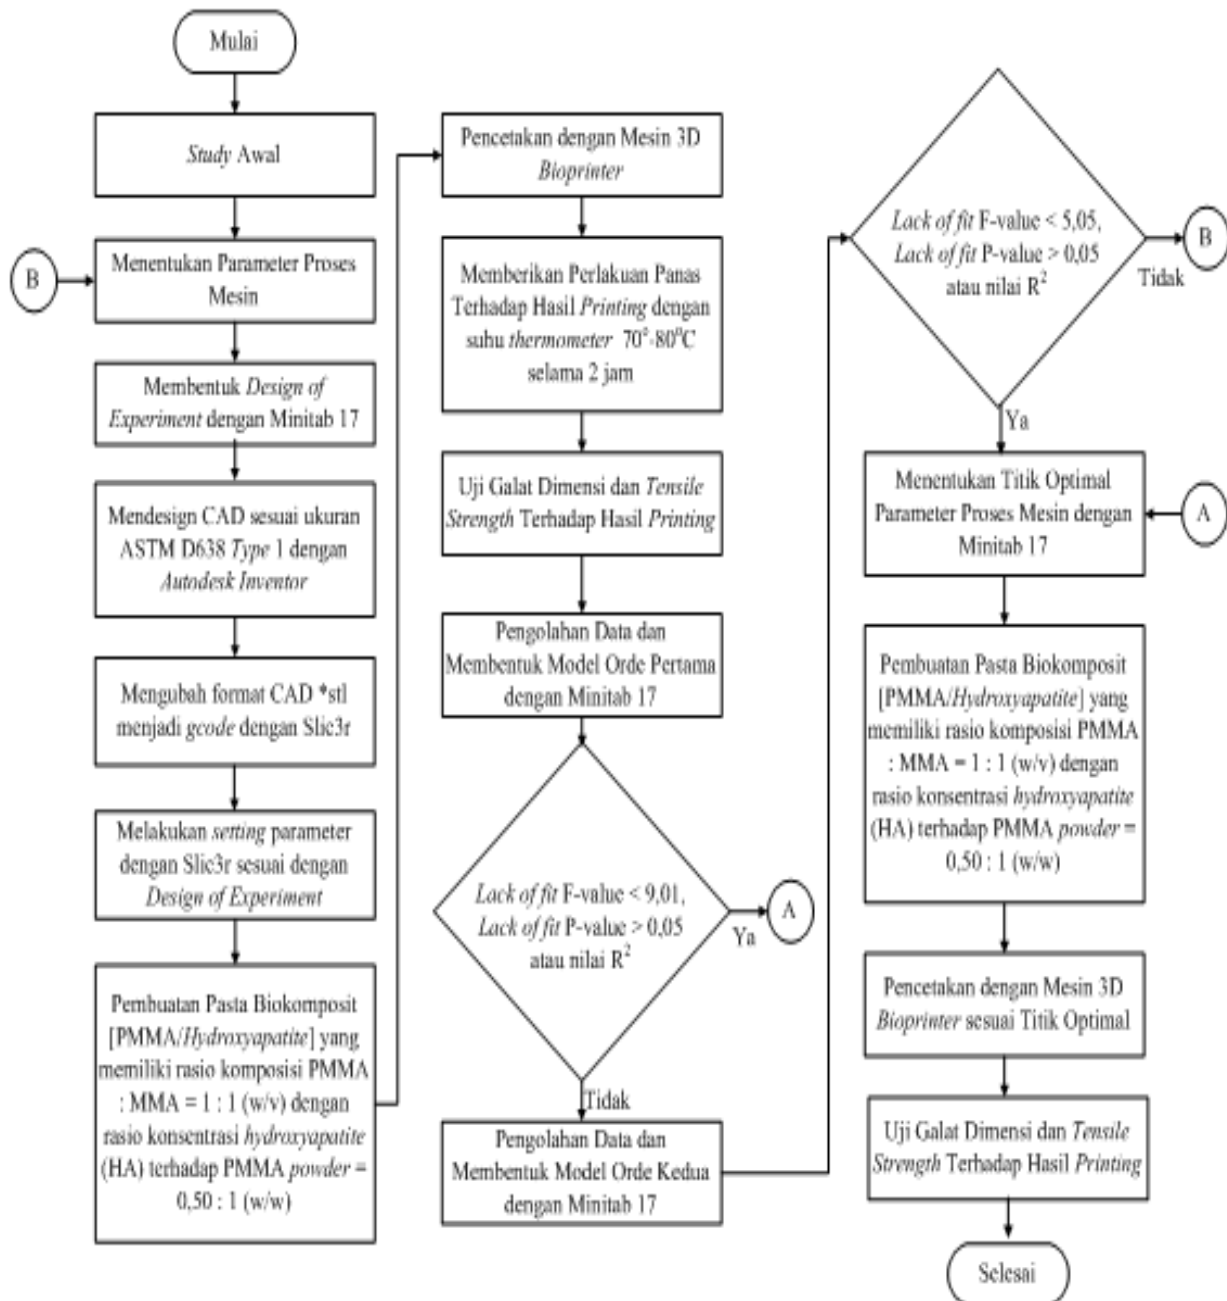 Mulai
Study Awal
B
Menentukan Parameter Proses
Mesin
Membentuk Design of
Experiment dengan Minitab 17
Mendesign CAD sesuai ukuran
ASTM D638 Type 1 dengan
Autodesk Inventor
Mengubah format CAD *stl
menjadi gcode dengan Slic3r
Melakukan setting parameter
dengan Slic3r sesuai dengan
Design of Experiment
Pembuatan Pasta Biokomposit
[PMMA/Hydroxyapatite] yang
memiliki rasio komposisi PMMA
: MMA = 1 : 1 (w/v) dengan
rasio konsentrasi hydroxyapatite
(HA) terhadap PMMA powder =
0,50 : 1 (w/w)
Pencetakan dengan Mesin 3D
Bioprinter
Memberikan Perlakuan Panas
Terhadap Hasil Printing dengan
suhu thermometer 70°-80°C
selama 2 jam
Uji Galat Dimensi dan Tensile
Strength Terhadap Hasil Printing
Pengolahan Data dan
Membentuk Model Orde Pertama
dengan Minitab 17
Lack of fit F-value < 9,01,
Lack of fit P-value > 0,05
atau nilai R²
Ya
A
Tidak
Pengolahan Data dan
Membentuk Model Orde Kedua
dengan Minitab 17
Lack of fit F-value < 5,05,
Lack of fit P-value > 0,05
atau nilai R²
B
Tidak
Ya
Menentukan Titik Optimal
Parameter Proses Mesin dengan
Minitab 17
A
Pembuatan Pasta Biokomposit
[PMMA/Hydroxyapatite] yang
memiliki rasio komposisi PMMA
: MMA = 1 : 1 (w/v) dengan
rasio konsentrasi hydroxyapatite
(HA) terhadap PMMA powder =
0,50 : 1 (w/w)
Pencetakan dengan Mesin 3D
Bioprinter sesuai Titik Optimal
Uji Galat Dimensi dan Tensile
Strength Terhadap Hasil Printing
Selesai